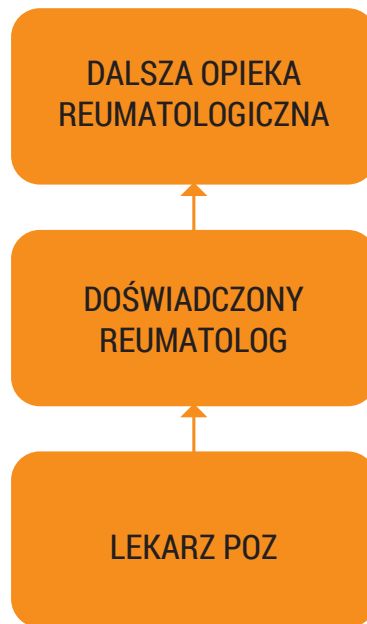 DALSZA OPIEKA
REUMATOLOGICZNA
DOŚWIADCZONY
REUMATOLOG
LEKARZ POZ